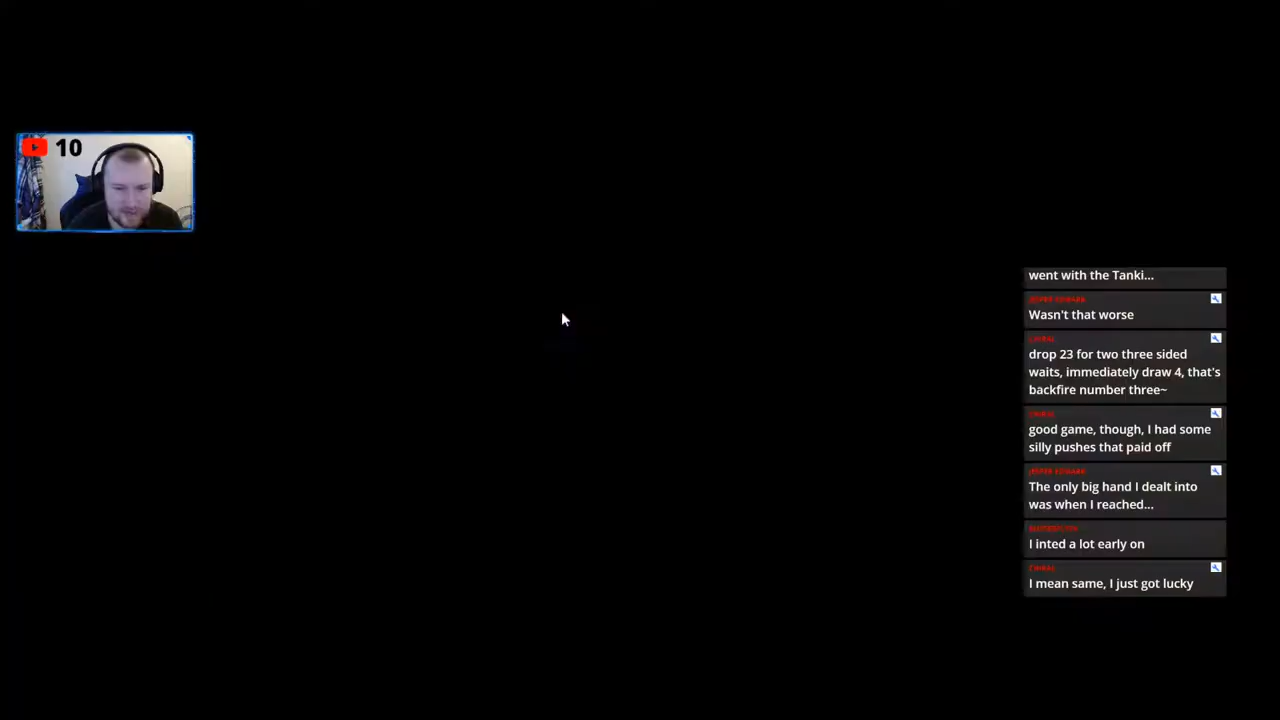 10
went with the Tanki...
Wasn't that worse
drop 23 for two three sided
waits, immediately draw 4, that's
backfire number three~
good game, though, I had some
silly pushes that paid off
The only big hand I dealt into
was when I reached...
I inted a lot early on
I mean same, I just got lucky